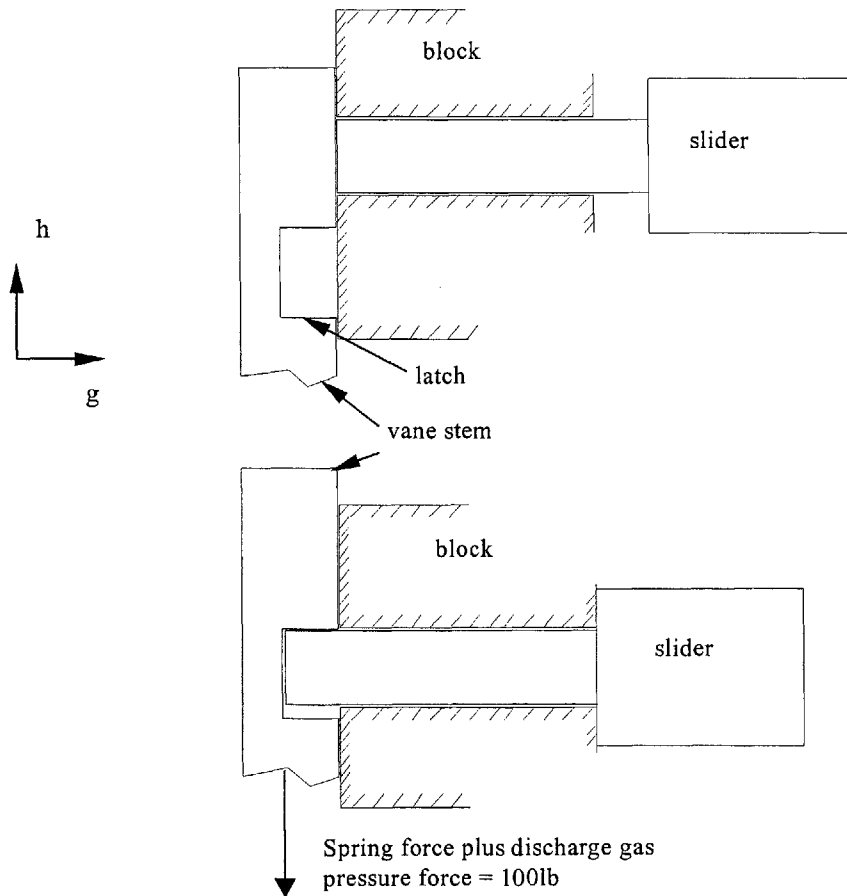 block
slider
h
g
latch
vane stem
block
slider
Spring force plus discharge gas
pressure force = 100lb